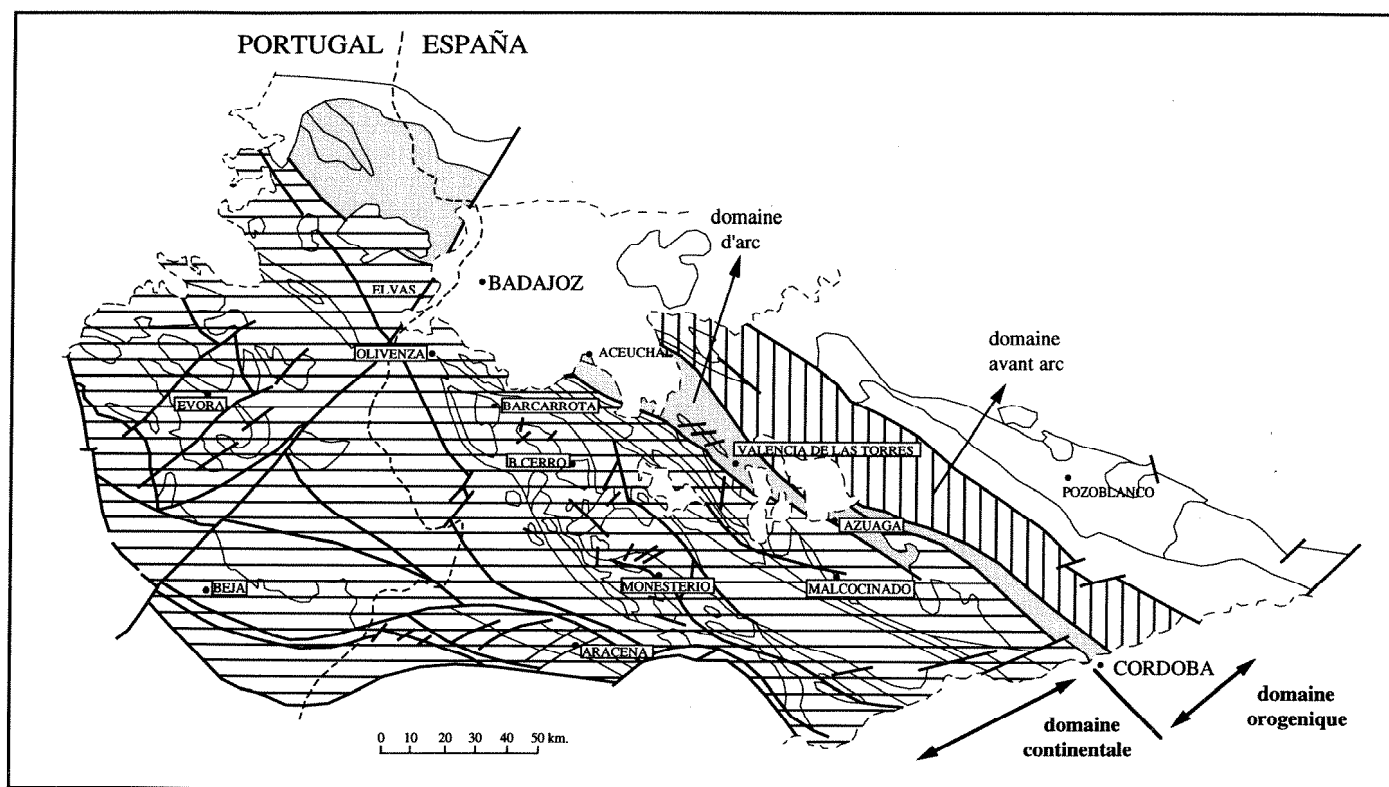 PORTUGAL
ESPAÑA
domaine
d'arc
BADAJOZ
ELVAS
domaine
avant arc
OLIVENZA
ACEUCHAL
EVORA
BARCARROTA
VALENCIA DE LAS TORRES
B.CERRO
POZOBLANCO
AZUAGA
BEJA
MONESTERIO
MALCOCINADO
ARACENA
CORDOBA
domaine
orogenique
domaine
continentale
0 10 20 30 40 50 km.